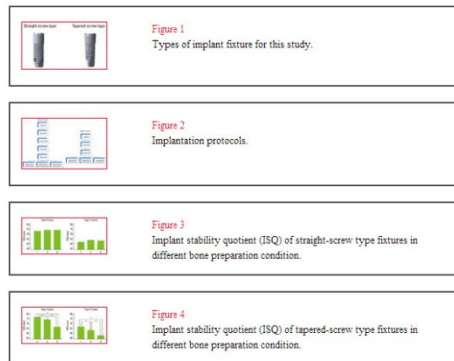 Straight-screw type Tapered-screw type
Figure 1
Types of implant fixture for this study.
Figure 2
Implantation protocols.
Figure 3
Implant stability quotient (ISQ) of straight-screw type fixtures in
different bone preparation condition.
Figure 4
Implant stability quotient (ISQ) of tapered-screw type fixtures in
different bone preparation condition.